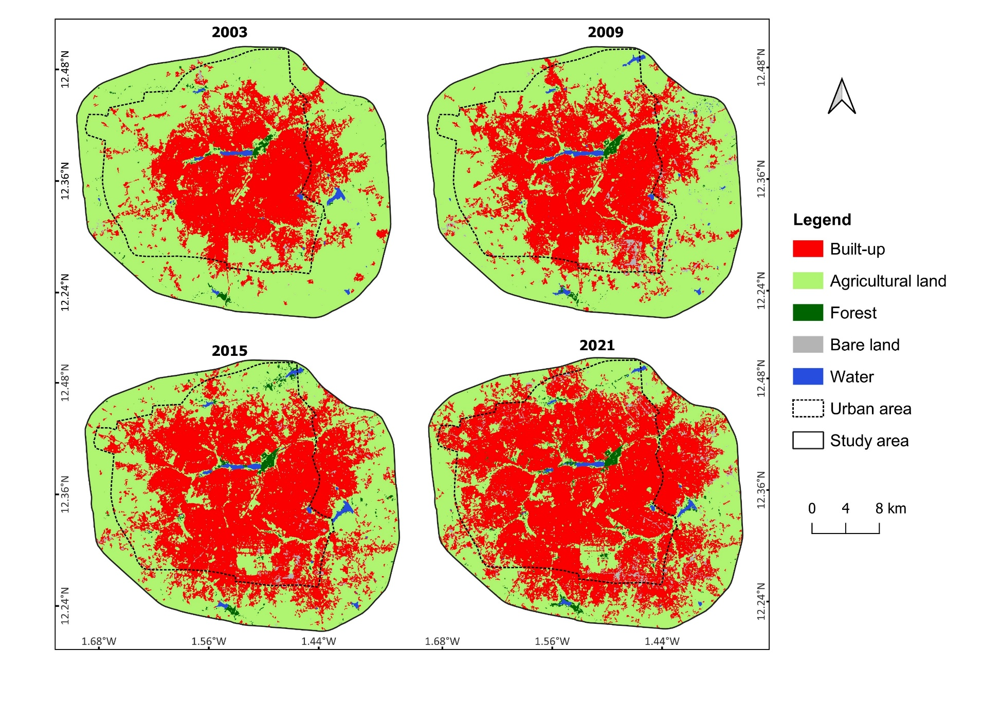 2003
2009
12.48°N
12.36°N
12.24°N
12.48°N
12.36°N
12.24°N
2015
2021
12.48°N
12.36°N
12.24°N
12.48°N
12.36°N
12.24°N
1.68°W
1.56°W
1.44°W
1.68°W
1.56°W
1.44°W
Legend
Built-up
Agricultural land
Forest
Bare land
Water
Urban area
Study area
0 4 8 km